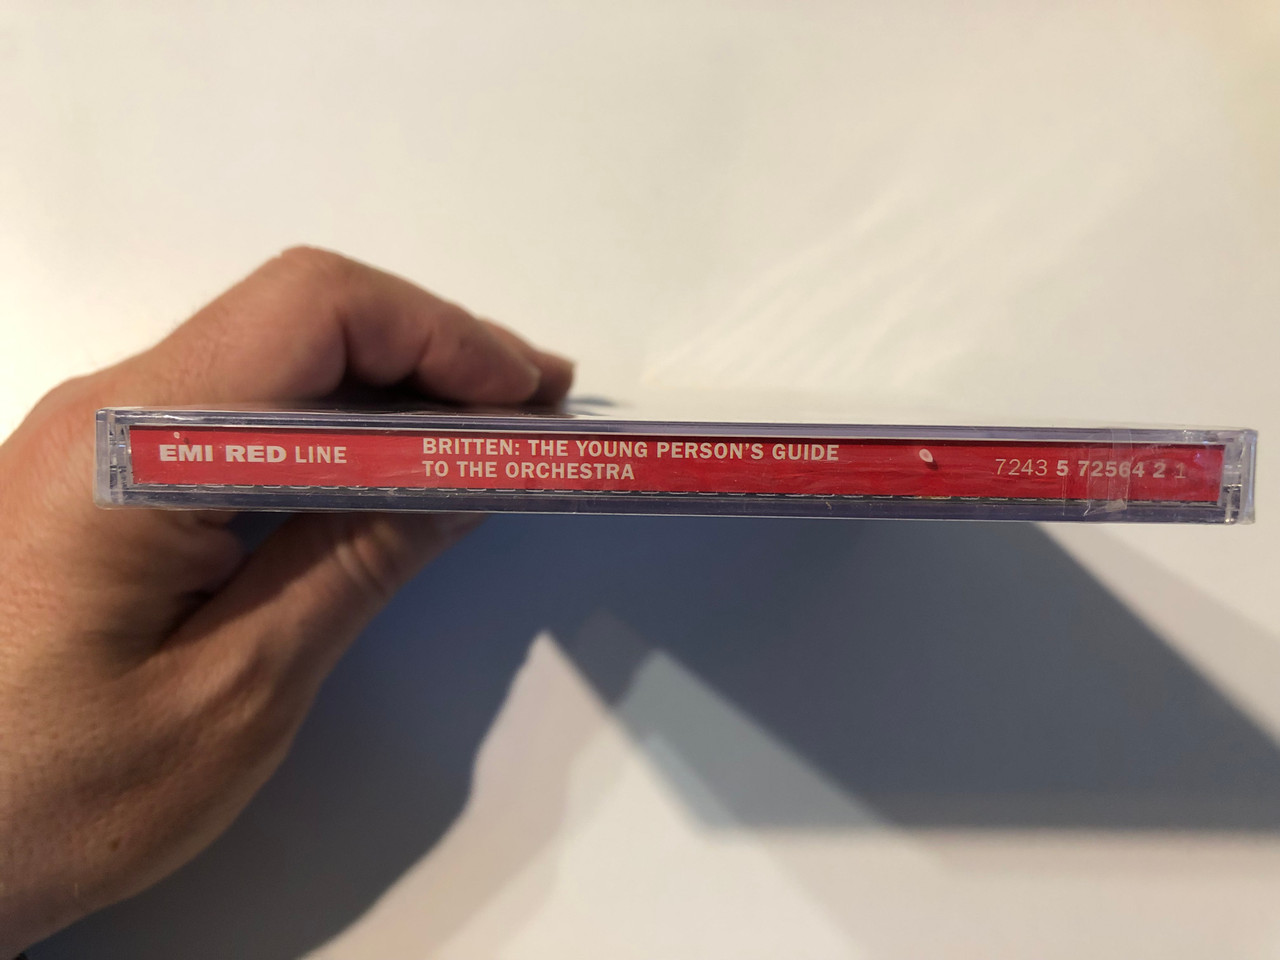 EMI RED LINE
BRITTEN: THE YOUNG PERSON'S GUIDE
TO THE ORCHESTRA
7243 5 72564 2 1